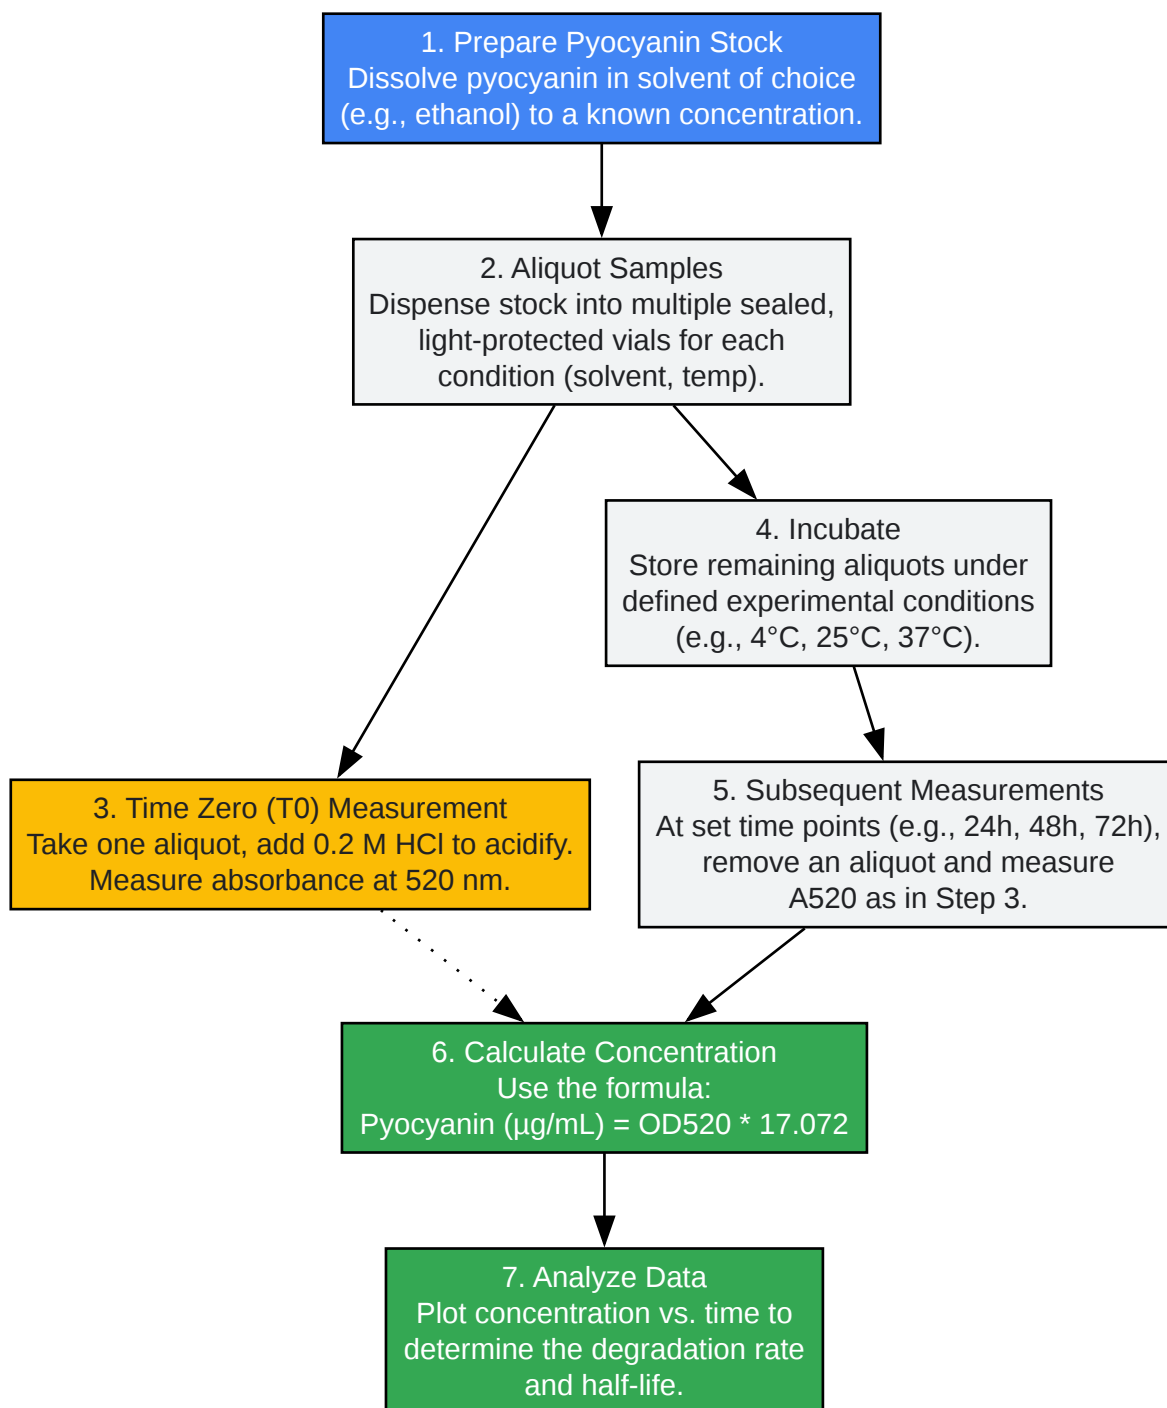 1. Prepare Pyocyanin Stock
Dissolve pyocyanin in solvent of choice
(e.g., ethanol) to a known concentration.
2. Aliquot Samples
Dispense stock into multiple sealed,
light-protected vials for each
condition (solvent, temp).
4. Incubate
Store remaining aliquots under
defined experimental conditions
(e.g., 4°C, 25°C, 37°C).
3. Time Zero (T0) Measurement
Take one aliquot, add 0.2 M HCl to acidify.
Measure absorbance at 520 nm.
5. Subsequent Measurements
At set time points (e.g., 24h, 48h, 72h),
remove an aliquot and measure
A520 as in Step 3.
6. Calculate Concentration
Use the formula:
Pyocyanin (µg/mL) = OD520 * 17.072
7. Analyze Data
Plot concentration vs. time to
determine the degradation rate
and half-life.